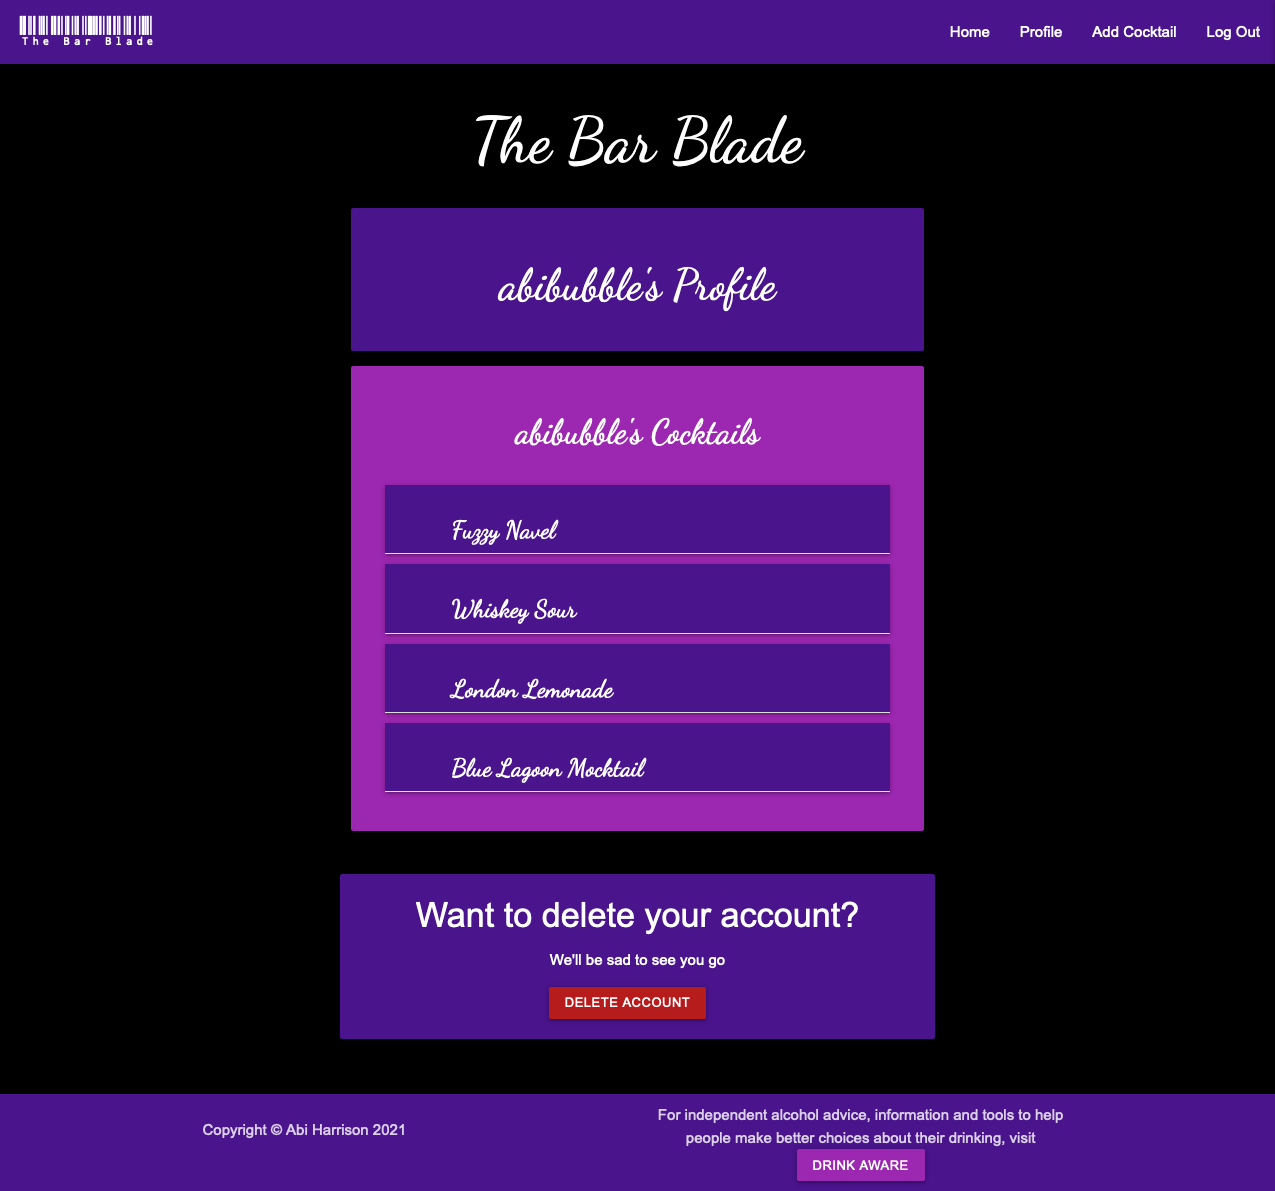 The Bar Blade
Home Profile Add Cocktail Log Out
The Bar Blade
abibubble's Profile
abibubble's Cocktails
Fuzzy Navel
Whiskey Sour
London Lemonade
Blue Lagoon Mocktail
Want to delete your account?
We'll be sad to see you go
DELETE ACCOUNT
Copyright © Abi Harrison 2021
For independent alcohol advice, information and tools to help
people make better choices about their drinking, visit
DRINK AWARE